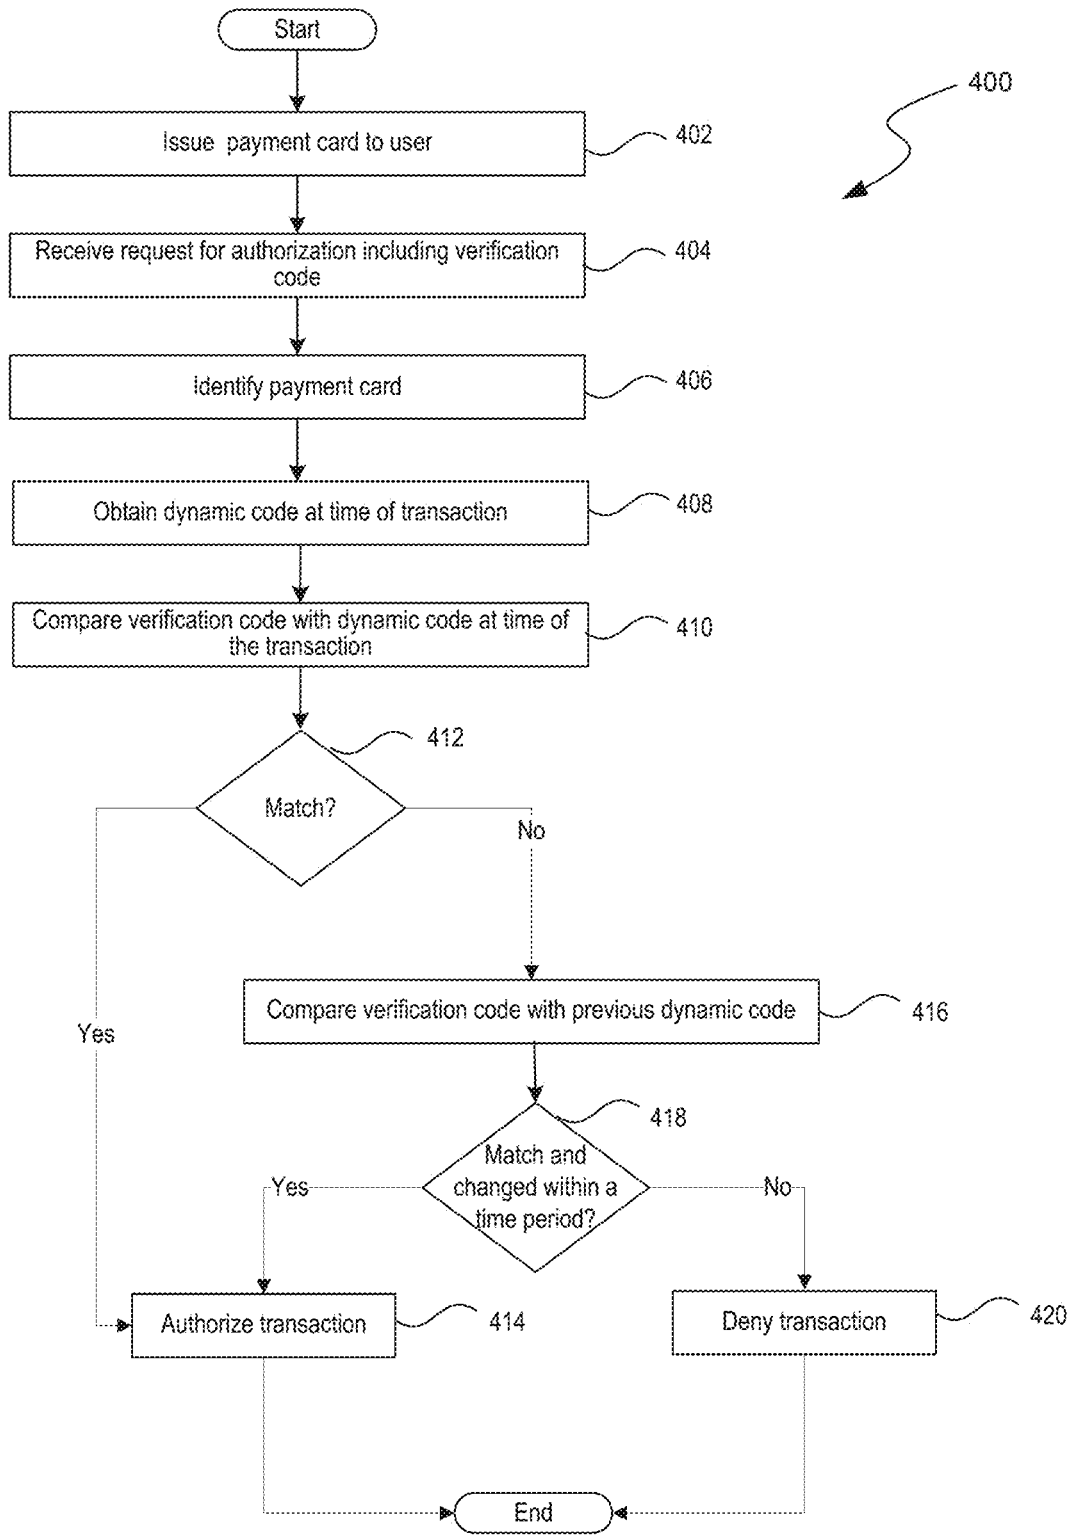 Start
400
Issue payment card to user
402
Receive request for authorization including verification
code
404
Identify payment card
406
Obtain dynamic code at time of transaction
408
Compare verification code with dynamic code at time of
the transaction
410
412
Match?
No
Compare verification code with previous dynamic code
416
Yes
418
Match and
changed within a
time period?
Yes
No
Authorize transaction
414
Deny transaction
420
End